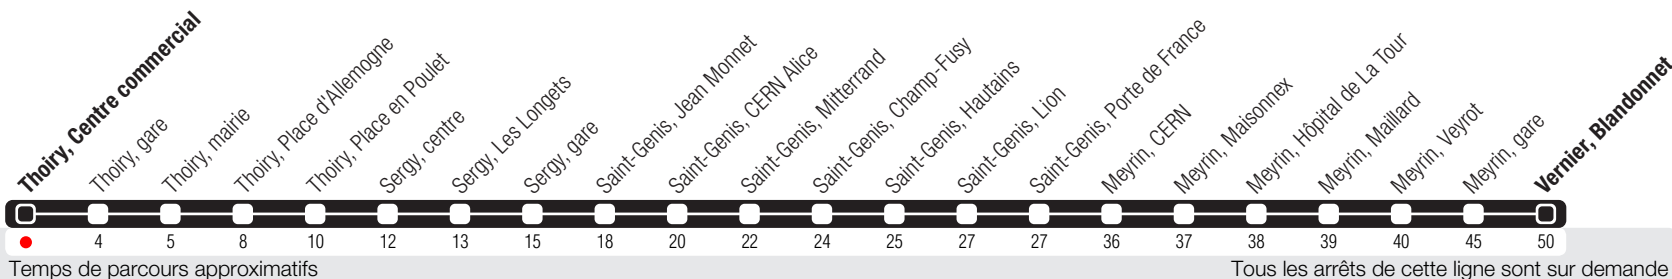 Thoiry, Centre commercial
Thoiry, gare
Thoiry, mairie
Thoiry, Place d'Allemogne
Thoiry, Place en Poulet
Sergy, centre
Sergy, Les Longets
Sergy, gare
Saint-Genis, Jean Monnet
Saint-Genis, CERN Alice
Saint-Genis, Mitterrand
Saint-Genis, Champ-Fusy
Saint-Genis, Hautains
Saint-Genis, Lion
Saint-Genis, Porte de France
Meyrin, CERN
Meyrin, Maisonnex
Meyrin, Hôpital de La Tour
Meyrin, Maillard
Meyrin, Veyrot
Meyrin, gare
Vernier, Blandonnet
4 5 8 10 12 13 15 18 20 22 24 25 27 27 36 37 38 39 40 45 50
Temps de parcours approximatifs
Tous les arrêts de cette ligne sont sur demande